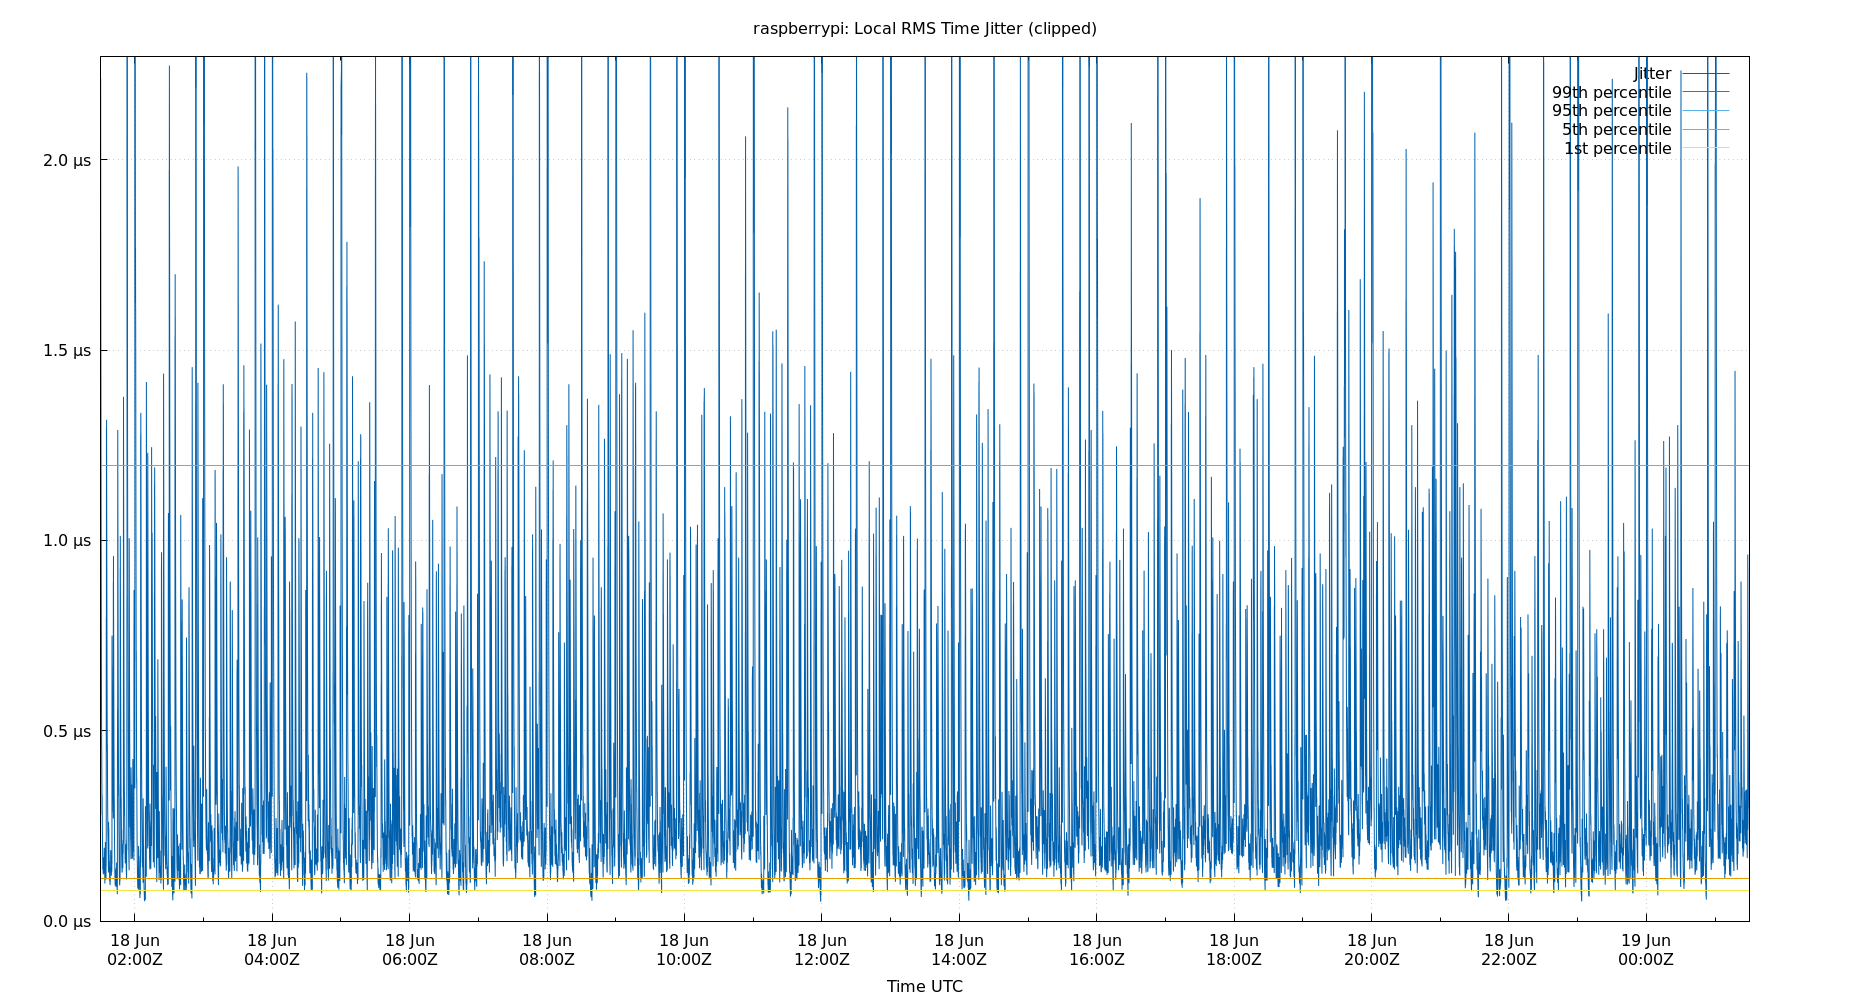 raspberrypi: Local RMS Time Jitter (clipped)
Jitter
99th percentile
95th percentile
5th percentile
1st percentile
2.0 µs
1.5 µs
1.0 µs
0.5 µs
0.0 µs
18 Jun 18 Jun 18 Jun 18 Jun 18 Jun 18 Jun 18 Jun 18 Jun 18 Jun 18 Jun 18 Jun 19 Jun
02:00Z 04:00Z 06:00Z 08:00Z 10:00Z 12:00Z 14:00Z 16:00Z 18:00Z 20:00Z 22:00Z 00:00Z
Time UTC